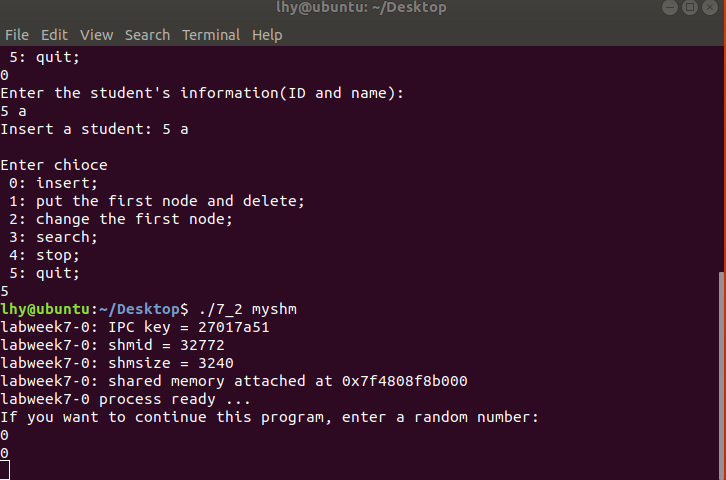 lhy@ubuntu: ~/Desktop
File Edit View Search Terminal Help
5: quit;
0
Enter the student's information(ID and name):
5 a
Insert a student: 5 a
Enter chioce
0: insert;
1: put the first node and delete;
2: change the first node;
3: search;
4: stop;
5: quit;
5
lhy@ubuntu:~/Desktop$ ./7_2 myshm
labweek7-0: IPC key = 27017a51
labweek7-0: shmid = 32772
labweek7-0: shmsize = 3240
labweek7-0: shared memory attached at 0x7f4808f8b000
labweek7-0 process ready ...
If you want to continue this program, enter a random number:
0
0